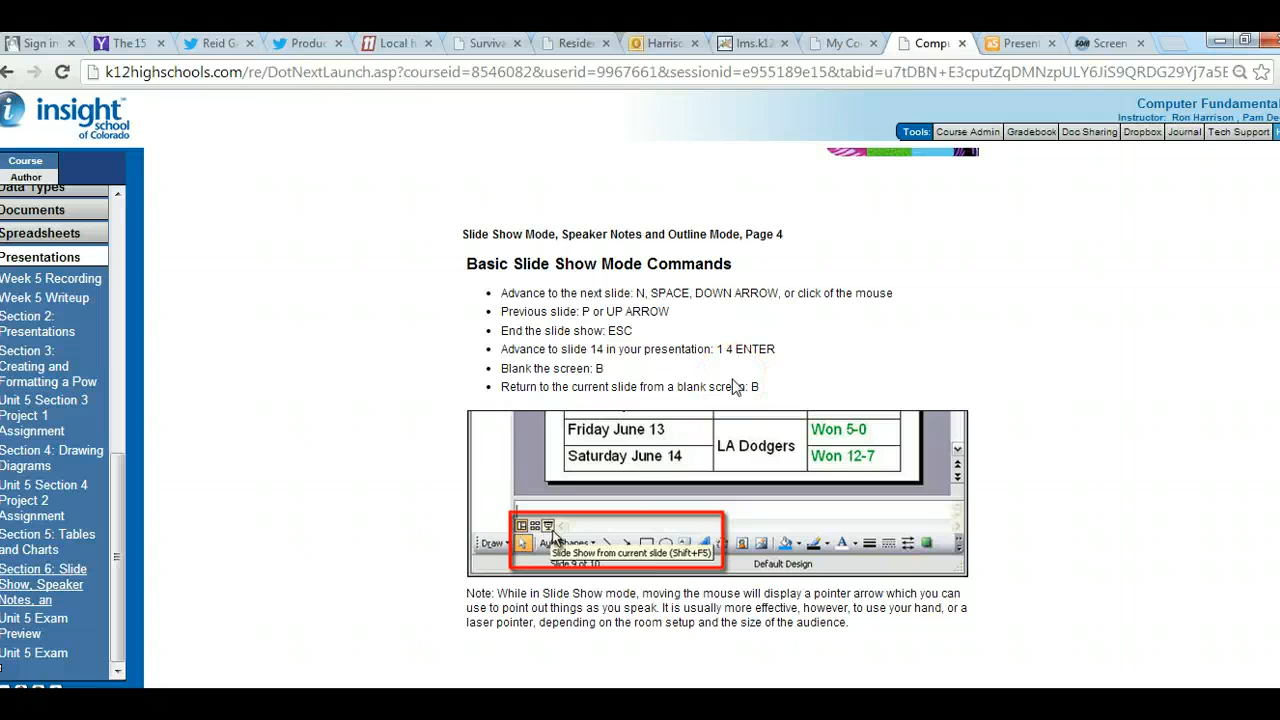 Sign in
The 15
Reid G
Produc
Local h
Surviva
Reside
Harriso
lms.k12
My Co
Compu
Present
Screen
k12highschools.com/re/DotNextLaunch.asp?courseid=8546082&userid=9967661&sessionid=e955189e15&tabid=u7tDBN+E3cputZqDMNzpULY6JiS9QRDG29Yj7a5E
insight
school
of Colorado
Computer Fundamenta
Instructor: Ron Harrison , Pam De
Tools: Course Admin Gradebook Doc Sharing Dropbox Journal Tech Support
Course
Author
Data Types
Documents
Spreadsheets
Presentations
Week 5 Recording
Week 5 Writeup
Section 2:
Presentations
Section 3:
Creating and
Formatting a Pow
Unit 5 Section 3
Project 1
Assignment
Section 4: Drawing
Diagrams
Unit 5 Section 4
Project 2
Assignment
Section 5: Tables
and Charts
Section 6: Slide
Show, Speaker
Notes, an
Unit 5 Exam
Preview
Unit 5 Exam
Slide Show Mode, Speaker Notes and Outline Mode, Page 4
Basic Slide Show Mode Commands
Advance to the next slide: N, SPACE, DOWN ARROW, or click of the mouse
Previous slide: P or UP ARROW
End the slide show: ESC
Advance to slide 14 in your presentation: 1 4 ENTER
Blank the screen: B
Return to the current slide from a blank screen: B
Friday June 13
LA Dodgers
Won 5-0
Saturday June 14
Won 12-7
Draw
AutoShapes
Slide Show from current slide (Shift+F5)
Slide 9 of 10
Default Design
Note: While in Slide Show mode, moving the mouse will display a pointer arrow which you can
use to point out things as you speak. It is usually more effective, however, to use your hand, or a
laser pointer, depending on the room setup and the size of the audience.